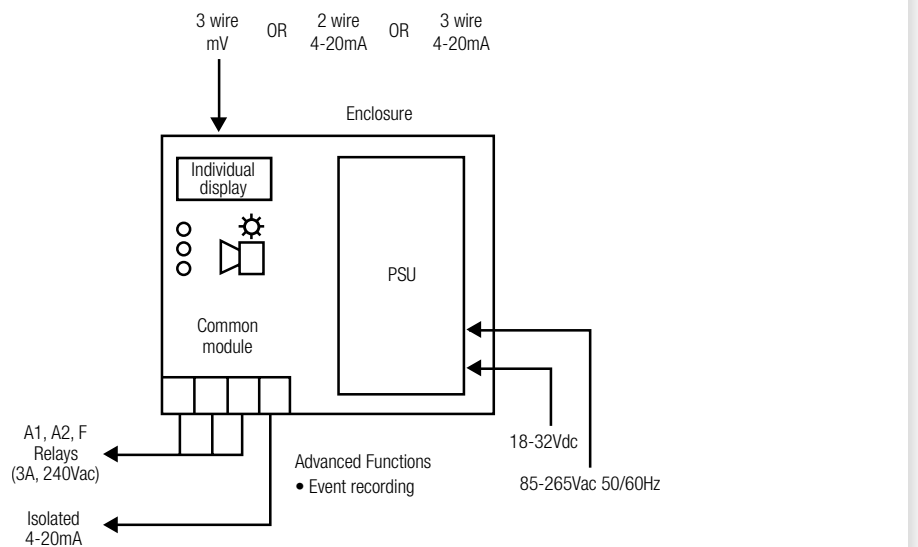 3 wire
mV
OR
2 wire
4-20mA
OR
3 wire
4-20mA
Enclosure
Individual
display
PSU
Common
module
A1, A2, F
Relays
(3A, 240Vac)
Isolated
4-20mA
Advanced Functions
• Event recording
18-32Vdc
85-265Vac 50/60Hz